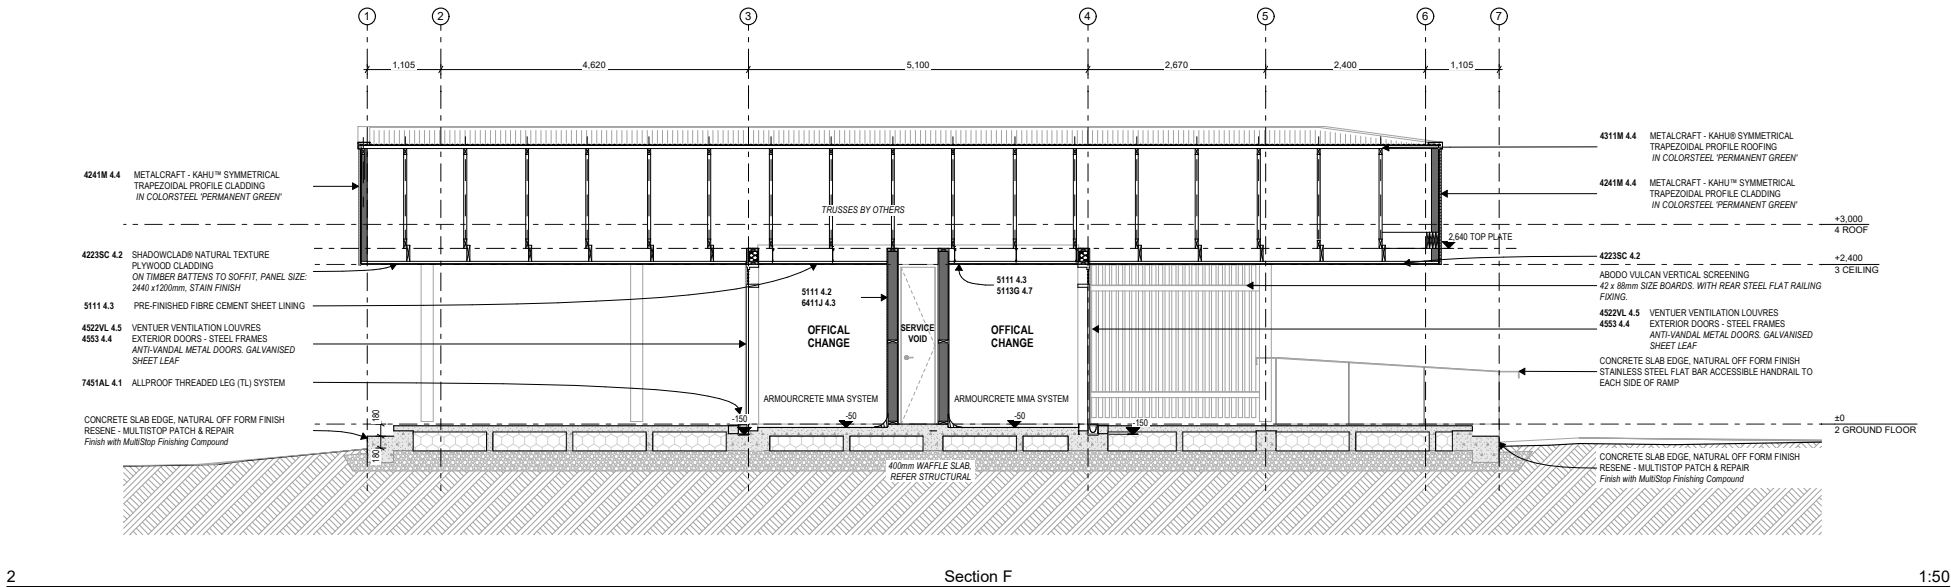 1 2 3 4 5 6 7
1,105 4,620 5,100 2,670 2,400 1,105
4241M 4.4 METALCRAFT - KAHU™ SYMMETRICAL
TRAPEZOIDAL PROFILE CLADDING
IN COLORSTEEL 'PERMANENT GREEN'
4223SC 4.2 SHADOWCLAD® NATURAL TEXTURE
PLYWOOD CLADDING
ON TIMBER BATTENS TO SOFFIT, PANEL SIZE:
2440 x1200mm, STAIN FINISH
5111 4.3 PRE-FINISHED FIBRE CEMENT SHEET LINING
4522VL 4.5 VENTUER VENTILATION LOUVRES
4553 4.4 EXTERIOR DOORS - STEEL FRAMES
ANTI-VANDAL METAL DOORS. GALVANISED
SHEET LEAF
7451AL 4.1 ALLPROOF THREADED LEG (TL) SYSTEM
CONCRETE SLAB EDGE, NATURAL OFF FORM FINISH
RESENE - MULTISTOP PATCH & REPAIR
Finish with MultiStop Finishing Compound
180
180
TRUSSES BY OTHERS
5111 4.2
6411J 4.3
5111 4.3
5113G 4.7
OFFICAL
CHANGE
SERVICE
VOID
OFFICAL
CHANGE
ARMOURCRETE MMA SYSTEM
ARMOURCRETE MMA SYSTEM
-150
-50
-50
-150
400mm WAFFLE SLAB,
REFER STRUCTURAL
4311M 4.4 METALCRAFT - KAHU® SYMMETRICAL
TRAPEZOIDAL PROFILE ROOFING
IN COLORSTEEL 'PERMANENT GREEN'
4241M 4.4 METALCRAFT - KAHU™ SYMMETRICAL
TRAPEZOIDAL PROFILE CLADDING
IN COLORSTEEL 'PERMANENT GREEN'
+3,000
4 ROOF
2,640 TOP PLATE
4223SC 4.2
+2,400
3 CEILING
ABODO VULCAN VERTICAL SCREENING
42 x 88mm SIZE BOARDS. WITH REAR STEEL FLAT RAILING
FIXING.
4522VL 4.5 VENTUER VENTILATION LOUVRES
4553 4.4 EXTERIOR DOORS - STEEL FRAMES
ANTI-VANDAL METAL DOORS. GALVANISED
SHEET LEAF
CONCRETE SLAB EDGE, NATURAL OFF FORM FINISH
STAINLESS STEEL FLAT BAR ACCESSIBLE HANDRAIL TO
EACH SIDE OF RAMP
±0
2 GROUND FLOOR
CONCRETE SLAB EDGE, NATURAL OFF FORM FINISH
RESENE - MULTISTOP PATCH & REPAIR
Finish with MultiStop Finishing Compound
2 Section F 1:50